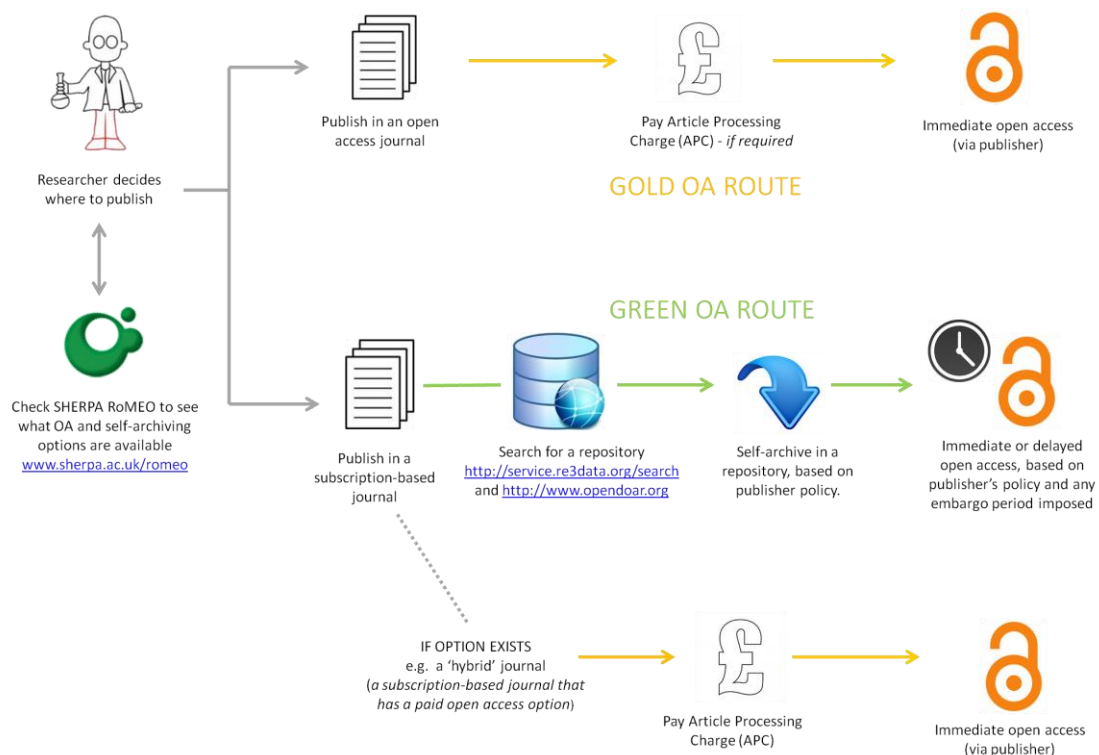 Researcher decides
where to publish
Check SHERPA RoMEO to see
what OA and self-archiving
options are available
www.sherpa.ac.uk/romeo
Publish in an open
access journal
Pay Article Processing
Charge (APC) - if required
Immediate open access
(via publisher)
GOLD OA ROUTE
GREEN OA ROUTE
Publish in a
subscription-based
journal
Search for a repository
http://service.re3data.org/search
and http://www.opendoar.org
Self-archive in a
repository, based on
publisher policy.
Immediate or delayed
open access, based on
publisher’s policy and any
embargo period imposed
IF OPTION EXISTS
e.g. a ‘hybrid’ journal
(a subscription-based journal that
has a paid open access option)
Pay Article Processing
Charge (APC)
Immediate open access
(via publisher)